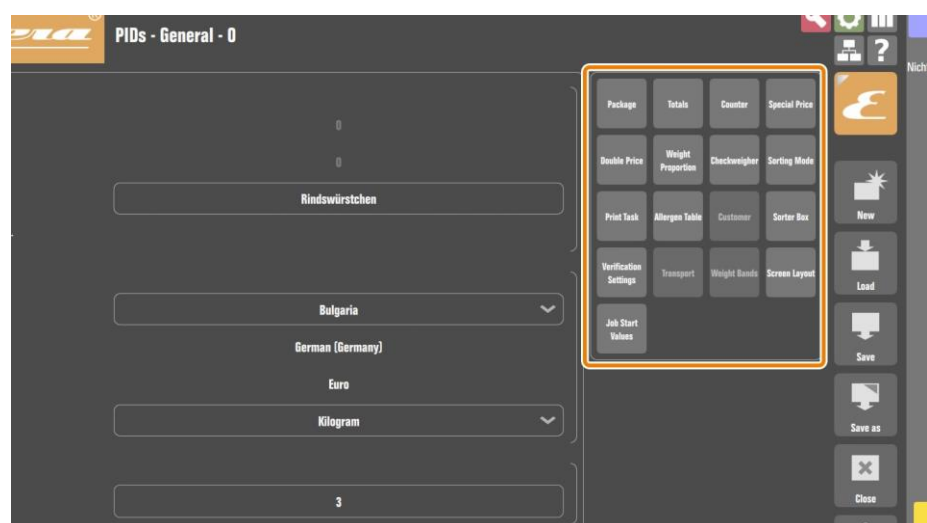 PIDs - General - 0
?
Nich
0
0
Rindswürstchen
Bulgaria
German (Germany)
Euro
Kilogram
3
Package
Totals
Counter
Special Price
Double Price
Weight
Proportion
Checkweigher
Sorting Mode
Print Task
Allergen Table
Customer
Sorter Box
Verification
Settings
Transport
Weight Bands
Screen Layout
Job Start
Values
New
Load
Save
Save as
Close